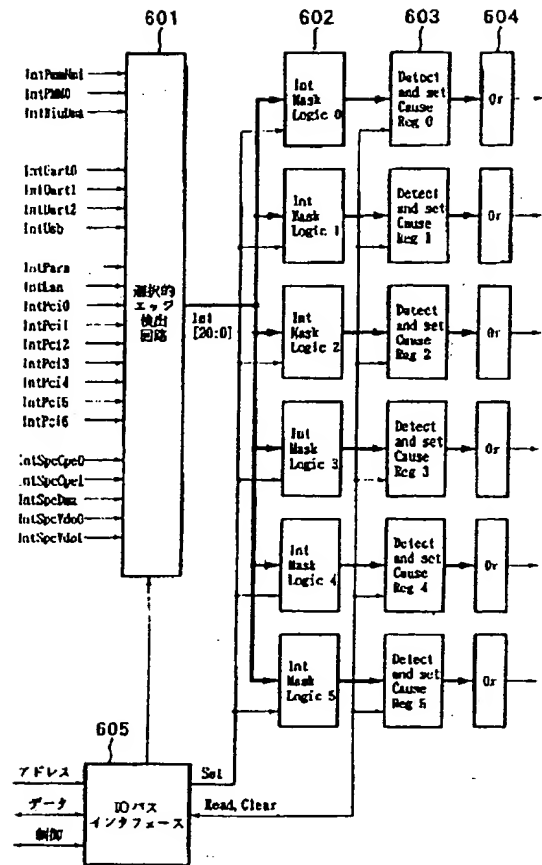 601
602
603
604
IntPMM0
IntUart0
IntUart1
IntUart2
IntUsb
IntPara
IntLan
IntPci0
IntPci1
IntPci2
IntPci3
IntPci4
IntPci5
IntPci6
IntSpcCpe0
IntSpcCpe1
IntSpcDmz
IntSpcVdo0
IntSpcVdo1
選択的
エッジ
検出
回路
Int
[20:0]
Int
Mask
Logic 0
Detect
and set
Cause
Reg 0
Or
Int
Mask
Logic 1
Detect
and set
Cause
Reg 1
Or
Int
Mask
Logic 2
Detect
and set
Cause
Reg 2
Or
Int
Mask
Logic 3
Detect
and set
Cause
Reg 3
Or
Int
Mask
Logic 4
Detect
and set
Cause
Reg 4
Or
Int
Mask
Logic 5
Detect
and set
Cause
Reg 5
Or
605
アドレス
データ
制御
IOバス
インタフェース
Set
Read, Clear